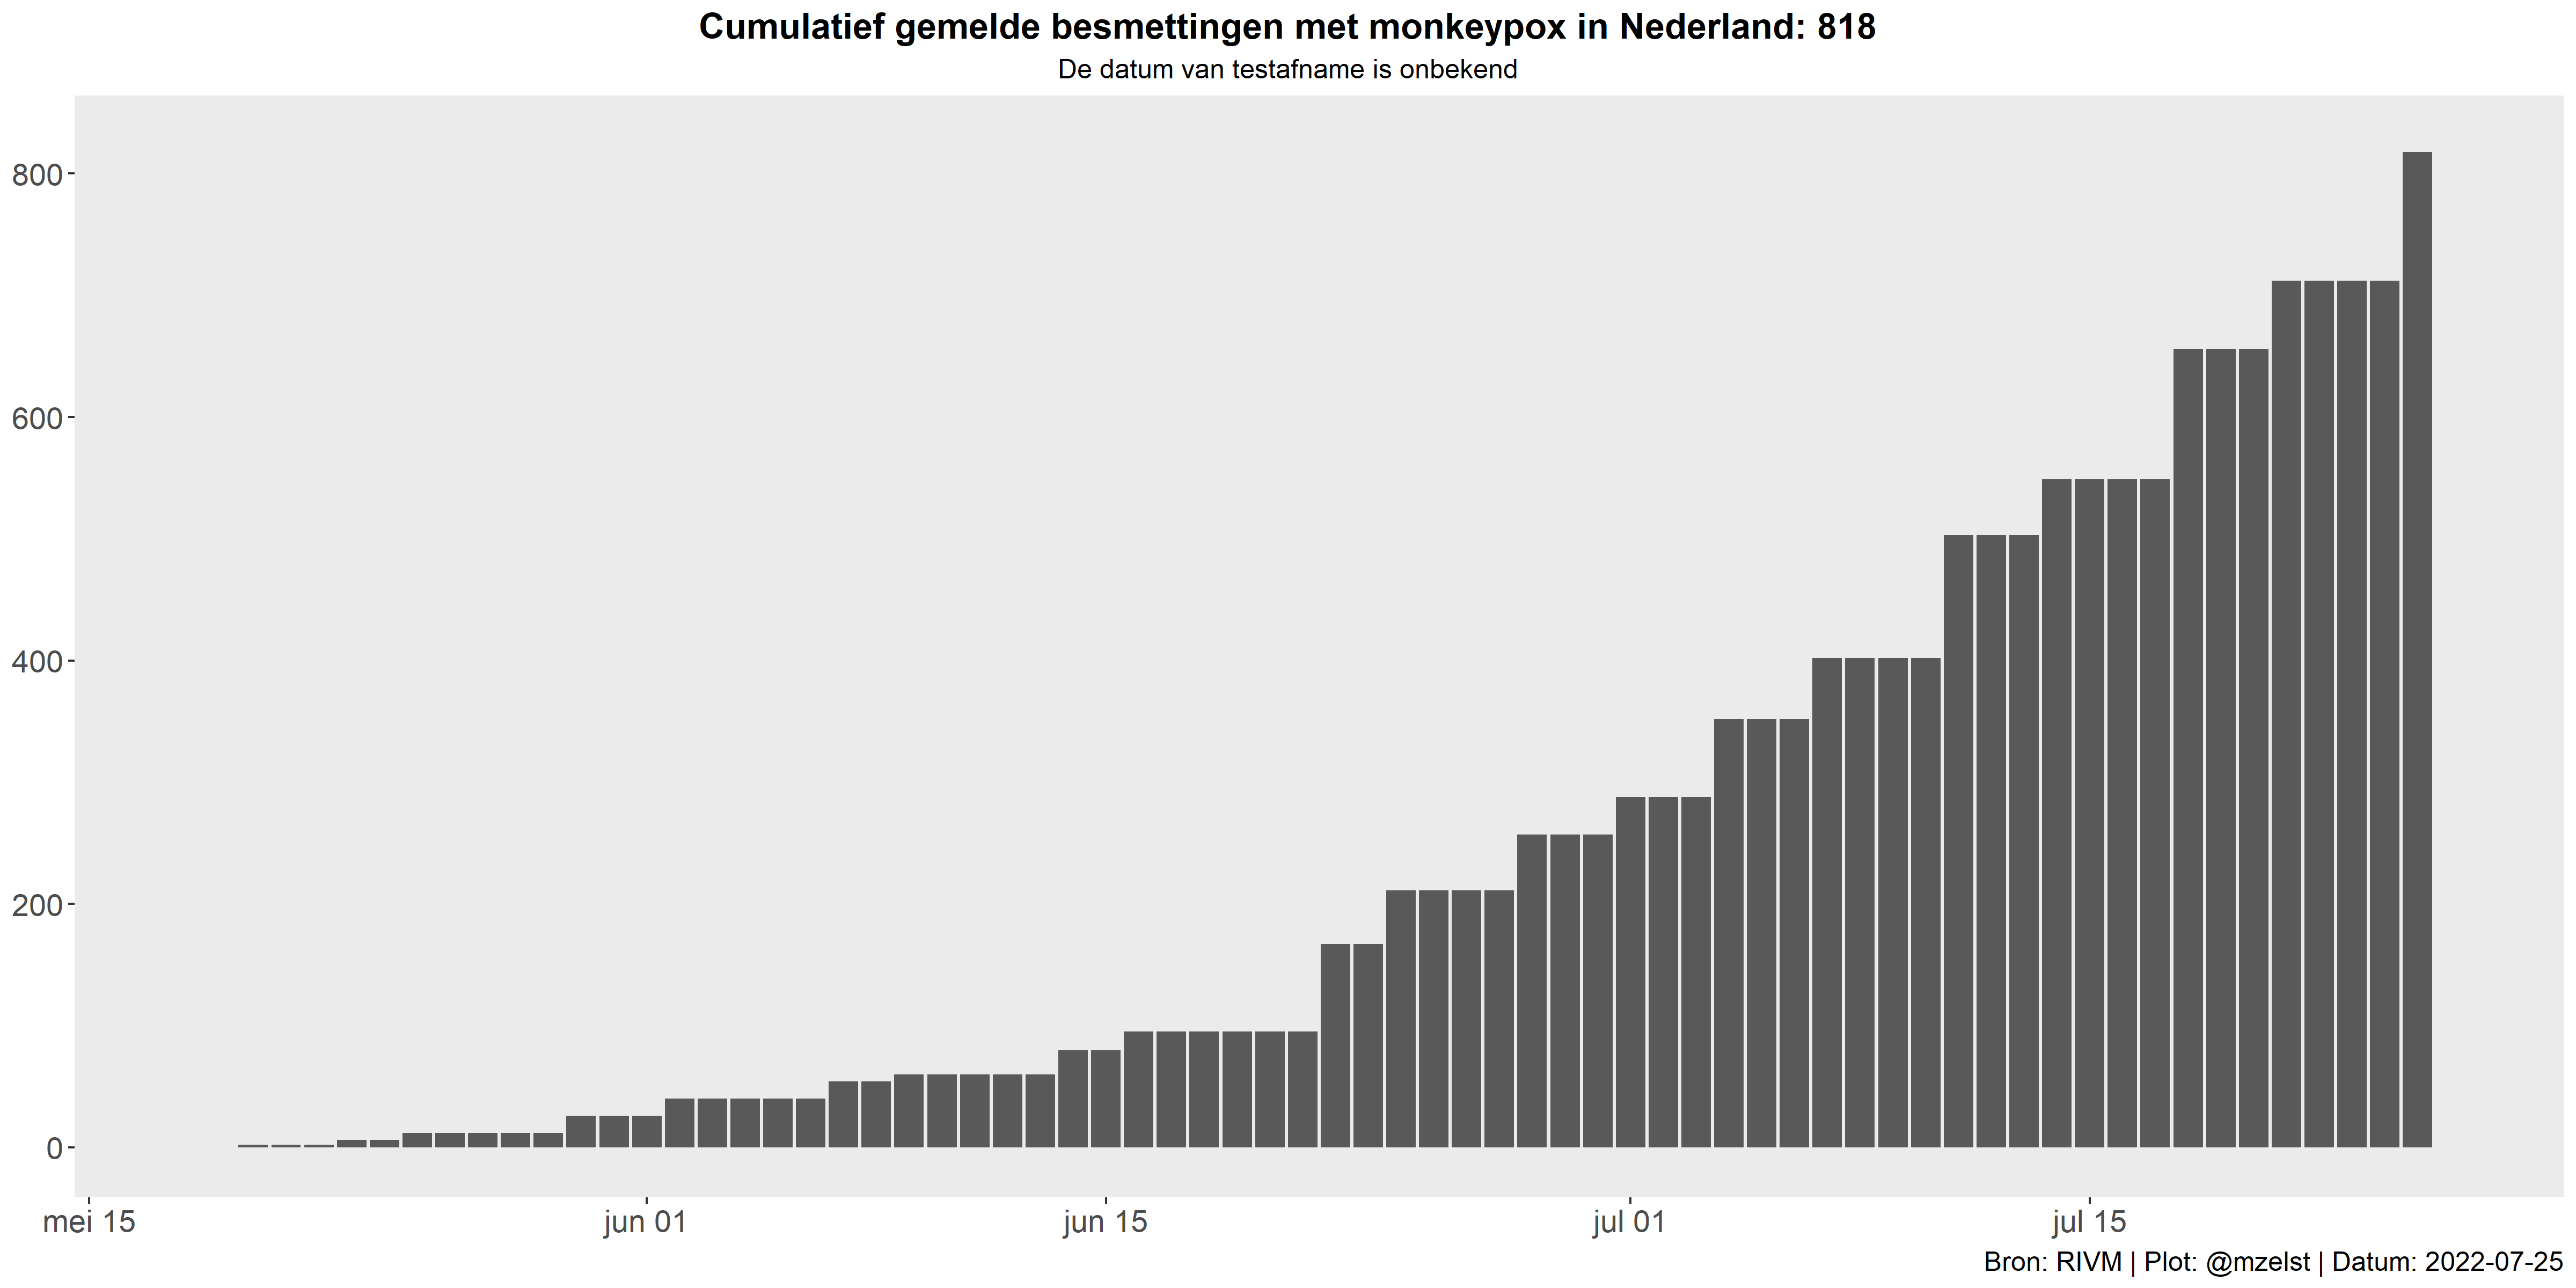 Cumulatief gemelde besmettingen met monkeypox in Nederland: 818
De datum van testafname is onbekend
800
600
400
200
0
mei 15
jun 01
jun 15
jul 01
jul 15
Bron: RIVM | Plot: @mzelst | Datum: 2022-07-25